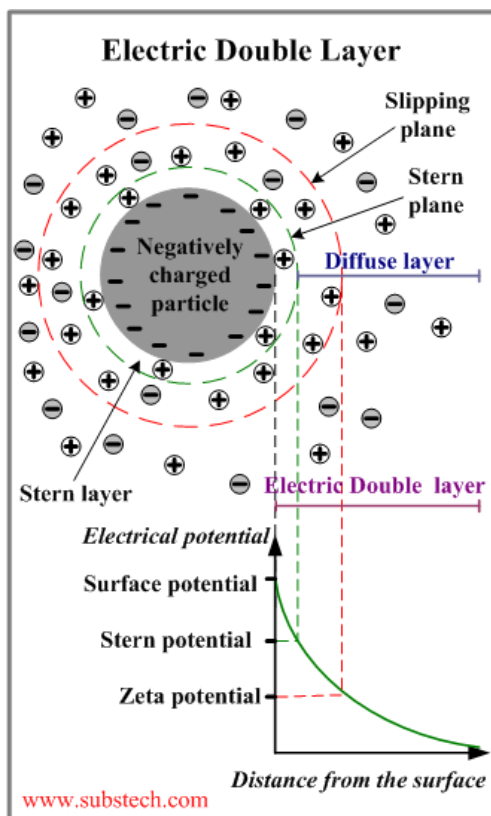 Electric Double Layer
Slipping
plane
Stern
plane
Negatively
charged
particle
Diffuse layer
Stern layer
Electric Double layer
Electrical potential
Surface potential
Stern potential
Zeta potential
Distance from the surface
www.substech.com